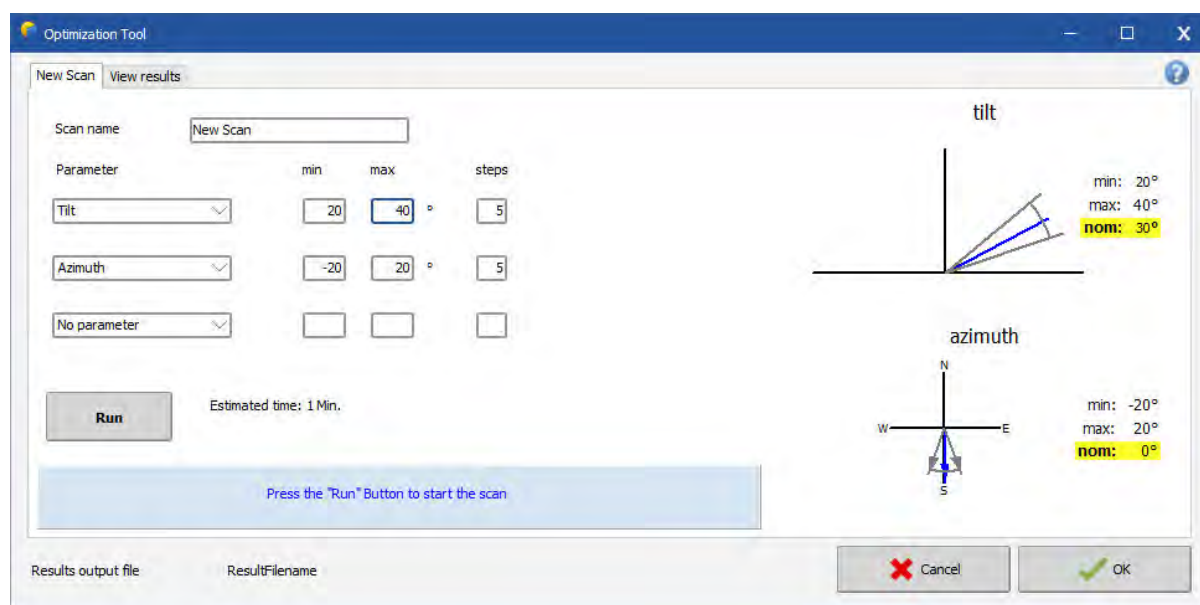 Optimization Tool
New Scan View results
Scan name New Scan
Parameter min max steps
Tilt 20 40 ° 5
Azimuth -20 20 ° 5
No parameter
Run Estimated time: 1 Min.
Press the "Run" Button to start the scan
tilt
min: 20°
max: 40°
nom: 30°
azimuth
N
W E
S
min: -20°
max: 20°
nom: 0°
Results output file ResultFilename
Cancel OK